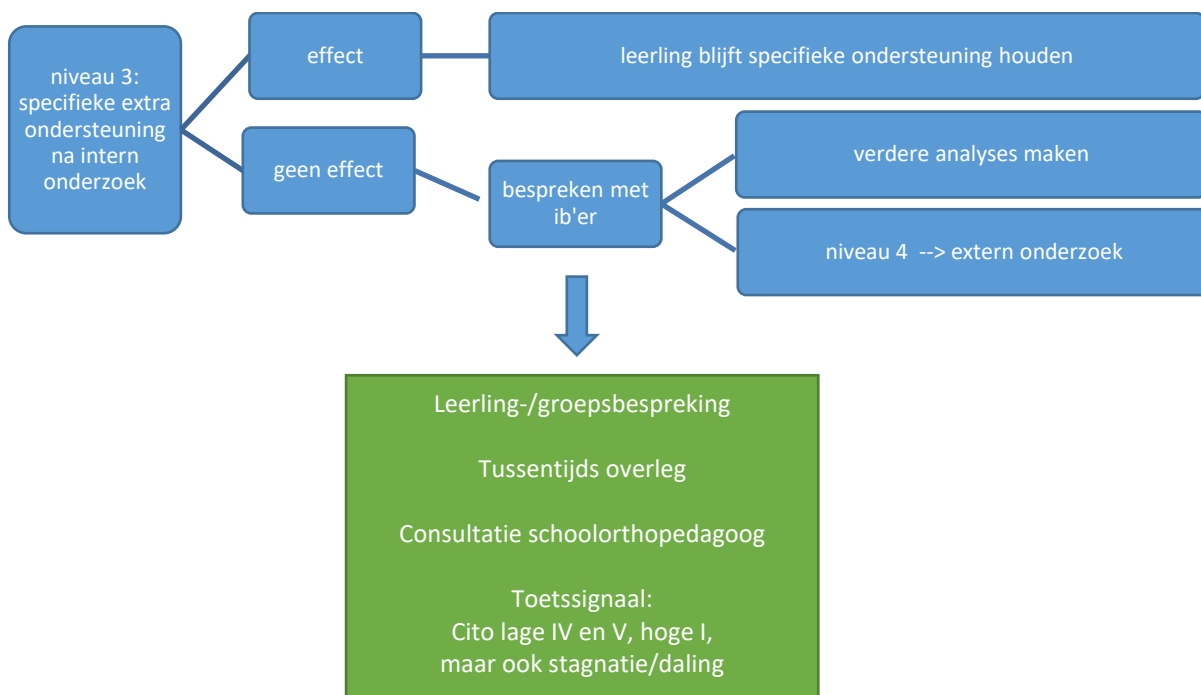 niveau 3:
specifieke extra
ondersteuning
na intern
onderzoek
effect
leerling blijft specifieke ondersteuning houden
geen effect
bespreken met
ib'er
verdere analyses maken
niveau 4 --> extern onderzoek
Leerling-/groepsbespreking
Tussentijds overleg
Consultatie schoolorthopedagoog
Toetssignaal:
Cito lage IV en V, hoge I,
maar ook stagnatie/daling